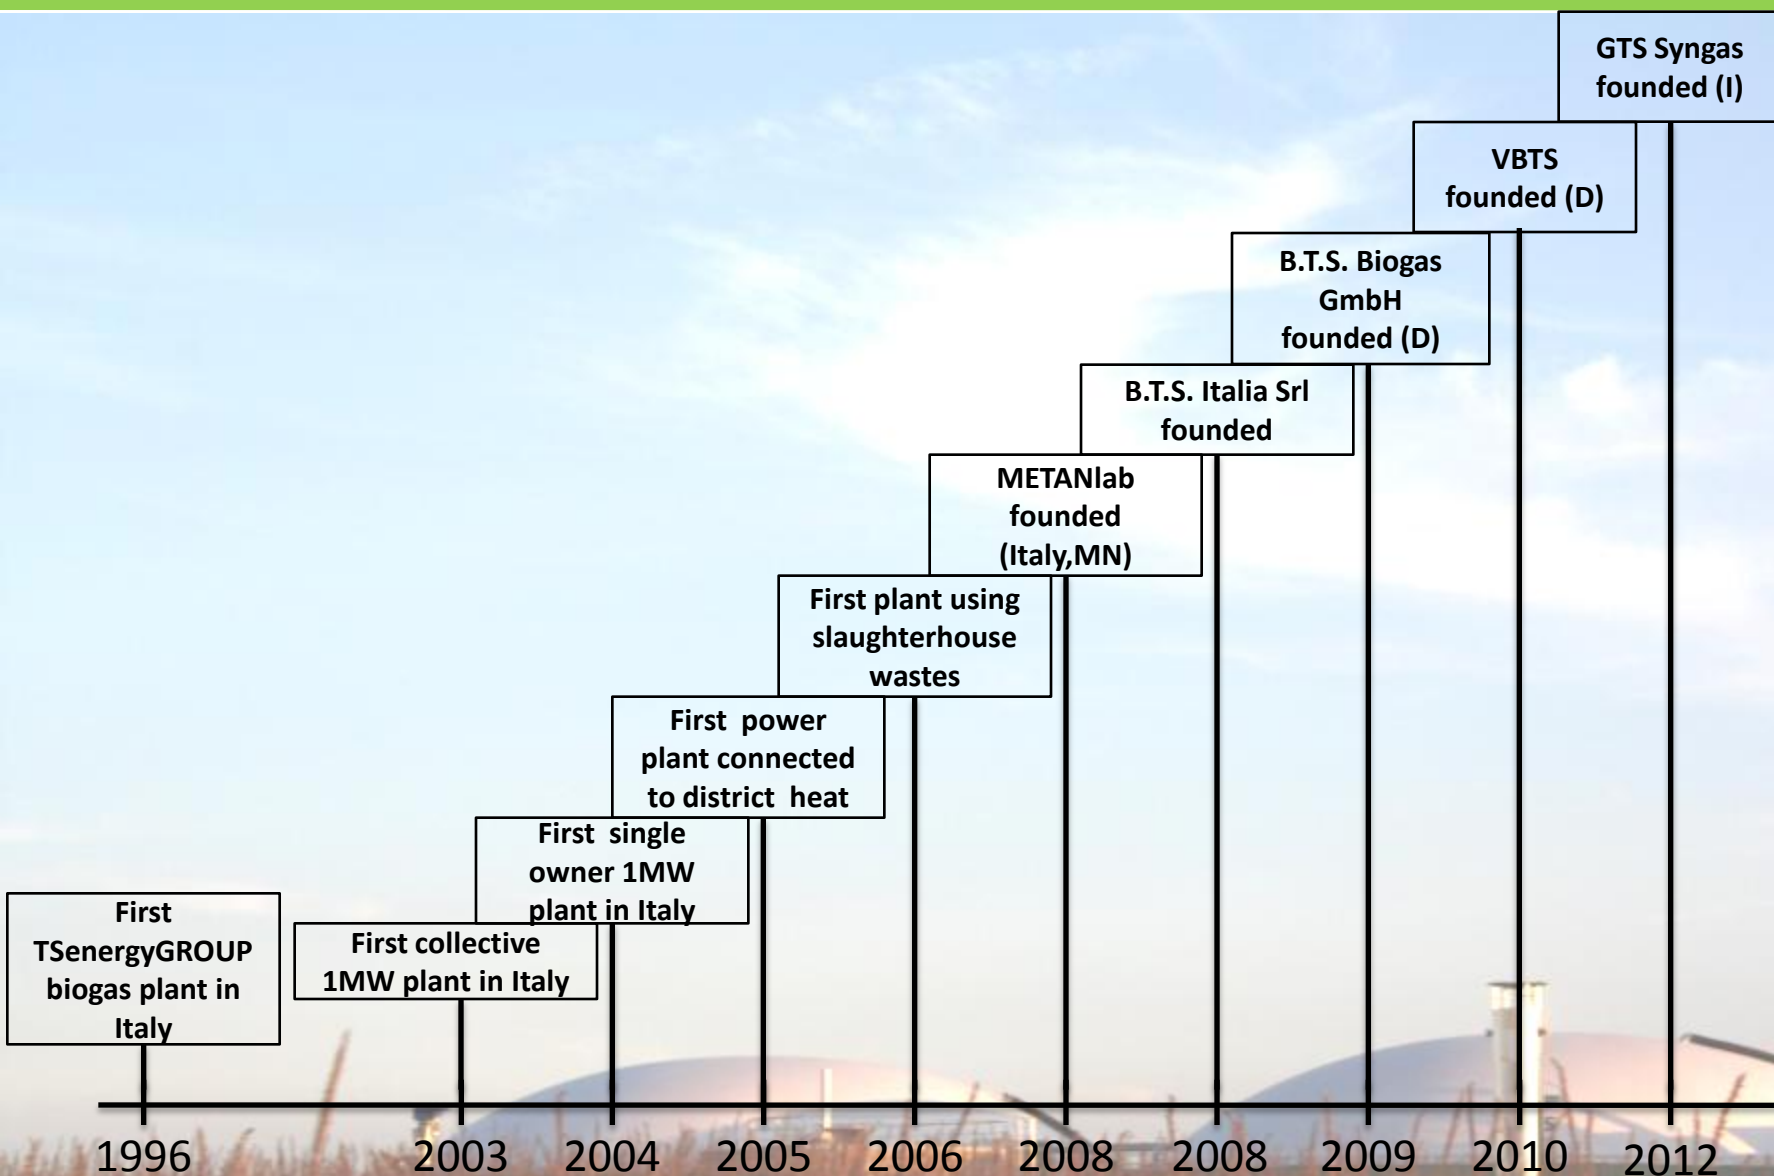 GTS Syngas
founded (I)
VBTS
founded (D)
B.T.S. Biogas
GmbH
founded (D)
B.T.S. Italia Srl
founded
METANlab
founded
(Italy,MN)
First plant using
slaughterhouse
wastes
First power
plant connected
to district heat
First single
owner 1MW
plant in Italy
First collective
1MW plant in Italy
First
TSenergyGROUP
biogas plant in
Italy
1996 2003 2004 2005 2006 2008 2008 2009 2010 2012